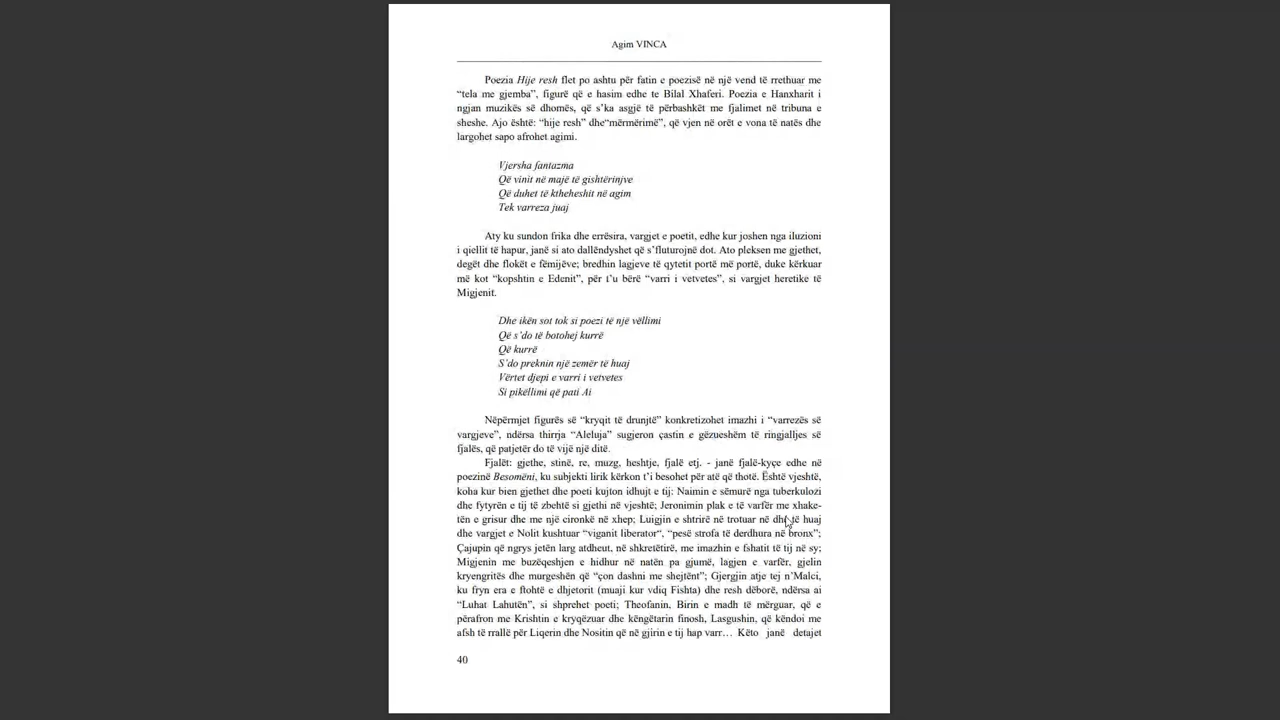 Agim VINCA
Poezia Hije resh flet po ashtu për fatin e poezisë në një vend të rrethuar me
“tela me gjemba”, figurë që e hasim edhe te Bilal Xhaferi. Poezia e Hanxharit i
ngjan muzikës së dhomës, që s’ka asgjë të përbashkët me fjalimet në tribuna e
sheshe. Ajo është: “hije resh” dhe“mërmërimë”, që vjen në orët e vona të natës dhe
largohet sapo afrohet agimi.
Vjersha fantazma
Që vinit në majë të gishtërinjve
Që duhet të ktheheshit në agim
Tek varreza juaj
Aty ku sundon frika dhe errësira, vargjet e poetit, edhe kur joshen nga iluzioni
i qiellit të hapur, janë si ato dallëndyshet që s’fluturojnë dot. Ato pleksen me gjethet,
degët dhe flokët e fëmijëve; bredhin lagjeve të qytetit portë më portë, duke kërkuar
më kot “kopshtin e Edenit”, për t’u bërë “varri i vetvetes”, si vargjet heretike të
Migjenit.
Dhe ikën sot tok si poezi të një vëllimi
Që s’do të botohej kurrë
Që kurrë
S’do preknin një zemër të huaj
Vërtet djepi e varri i vetvetes
Si pikëllimi që pati Ai
Nëpërmjet figurës së “kryqit të drunjtë” konkretizohet imazhi i “varrezës së
vargjeve”, ndërsa thirrja “Aleluja” sugjeron çastin e gëzueshëm të ringjalljes së
fjalës, që patjetër do të vijë një ditë.
Fjalët: gjethe, stinë, re, muzg, heshtje, fjalë etj. - janë fjalë-kyçe edhe në
poezinë Besomëni, ku subjekti lirik kërkon t’i besohet për atë që thotë. Është vjeshtë,
koha kur bien gjethet dhe poeti kujton idhujt e tij: Naimin e sëmurë nga tuberkulozi
dhe fytyrën e tij të zbehtë si gjethi në vjeshtë; Jeronimin plak e të varfër me xhake-
tën e grisur dhe me një cironkë në xhep; Luigjin e shtrirë në trotuar në dhe të huaj
dhe vargjet e Nolit kushtuar “viganit liberator“, “pesë strofa të derdhura në bronx”;
Çajupin që ngrys jetën larg atdheut, në shkretëtirë, me imazhin e fshatit të tij në sy;
Migjenin me buzëqeshjen e hidhur në natën pa gjumë, lagjen e varfër, gjelin
kryengritës dhe murgeshën që “çon dashni me shejtënt”; Gjergjin atje tej n’Malci,
ku fryn era e ftohtë e dhjetorit (muaji kur vdiq Fishta) dhe resh dëborë, ndërsa ai
“Luhat Lahutën”, si shprehet poeti; Theofanin, Birin e madh të mërguar, që e
përafron me Krishtin e kryqëzuar dhe këngëtarin finosh, Lasgushin, që këndoi me
afsh të rrallë për Liqerin dhe Nositin që në gjirin e tij hap varr… Këto janë detajet
40